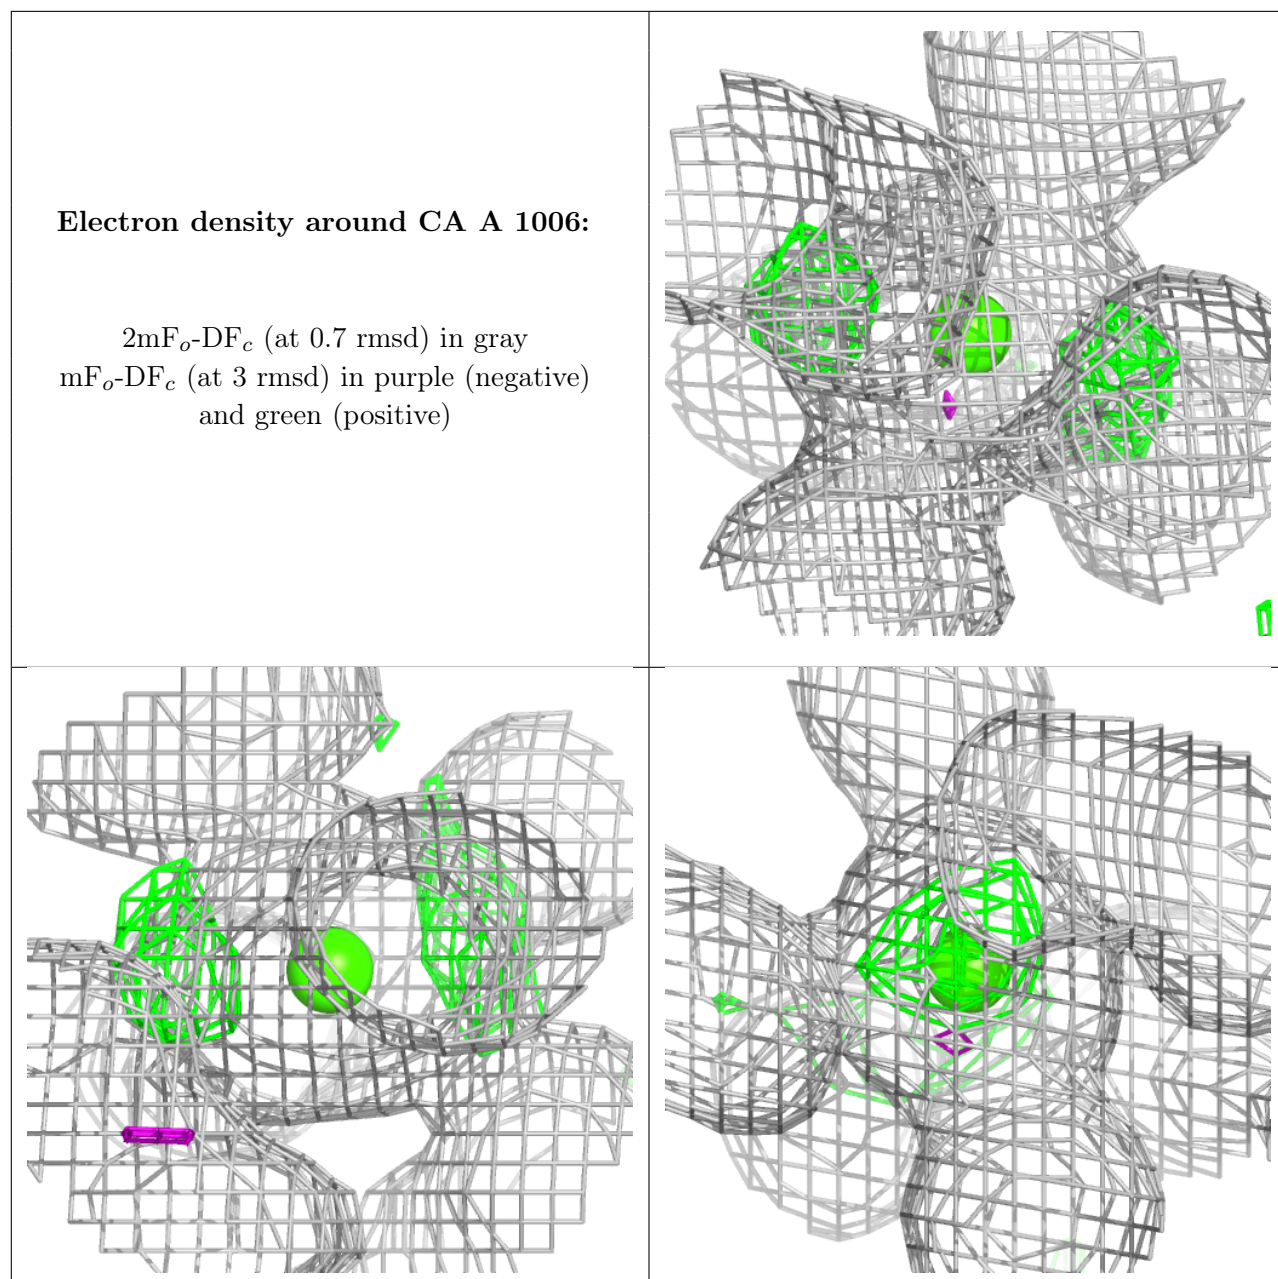 Electron density around CA A 1006:
2mFₒ-DF𝒸 (at 0.7 rmsd) in gray
mFₒ-DF𝒸 (at 3 rmsd) in purple (negative)
and green (positive)